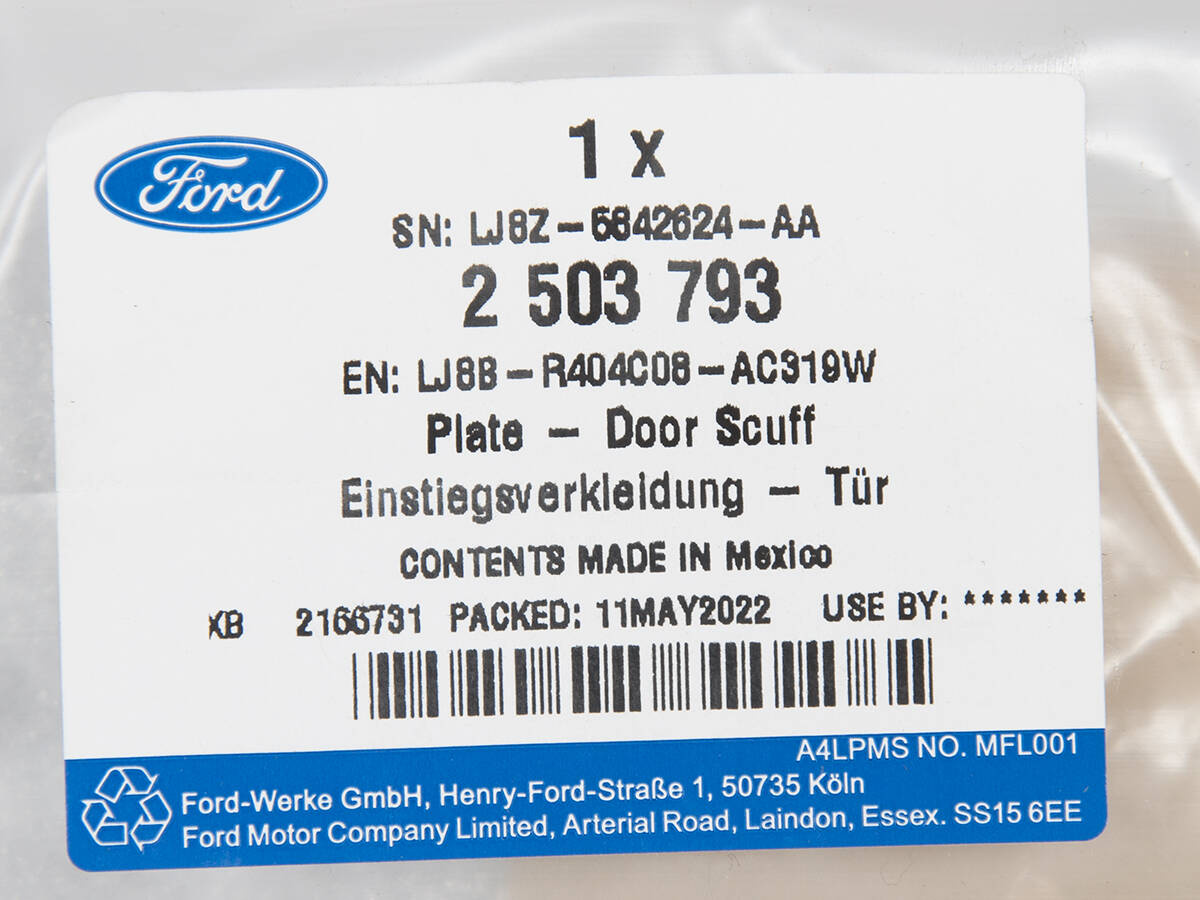 Ford
1 x
SN: LJ8Z-5842624-AA
2 503 793
EN: LJ8B-R404C08-AC319W
Plate - Door Scuff
Einstiegsverkleidung - Tür
CONTENTS MADE IN Mexico
XB 2166731 PACKED: 11MAY2022 USE BY: *******
A4LPMS NO. MFL001
Ford-Werke GmbH, Henry-Ford-Straße 1, 50735 Köln
Ford Motor Company Limited, Arterial Road, Laindon, Essex. SS15 6EE